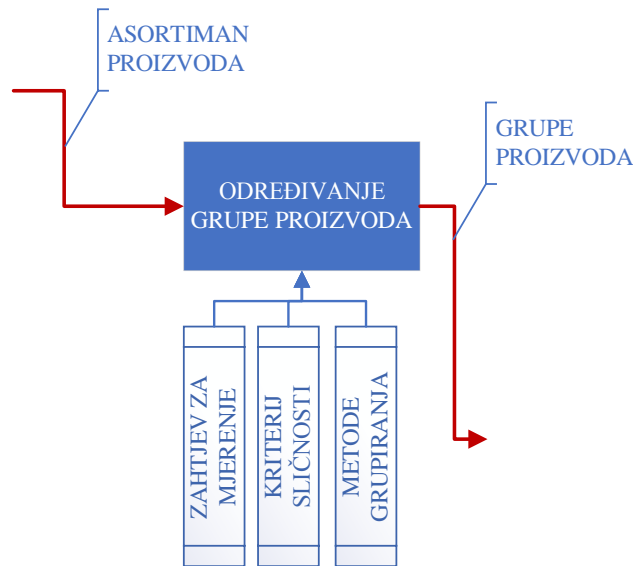 ASORTIMAN
PROIZVODA
GRUPE
PROIZVODA
ODREĐIVANJE
GRUPE PROIZVODA
ZAHTJEV ZA
MJERENJE
KRITERIJ
SLIČNOSTI
METODE
GRUPIRANJA